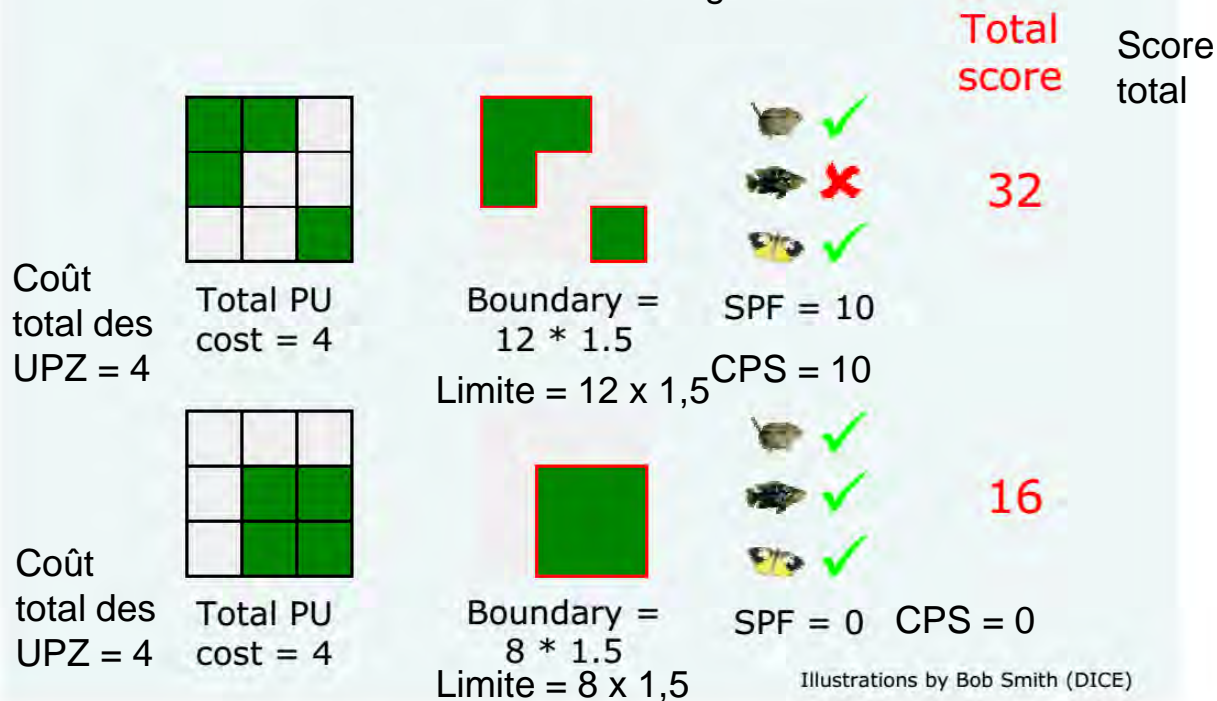 Total
score
Score
total
32
Coût
total des
UPZ = 4
Total PU
cost = 4
Boundary =
12 * 1.5
Limite = 12 x 1,5
SPF = 10
CPS = 10
16
Coût
total des
UPZ = 4
Total PU
cost = 4
Boundary =
8 * 1.5
Limite = 8 x 1,5
SPF = 0
CPS = 0
Illustrations by Bob Smith (DICE)